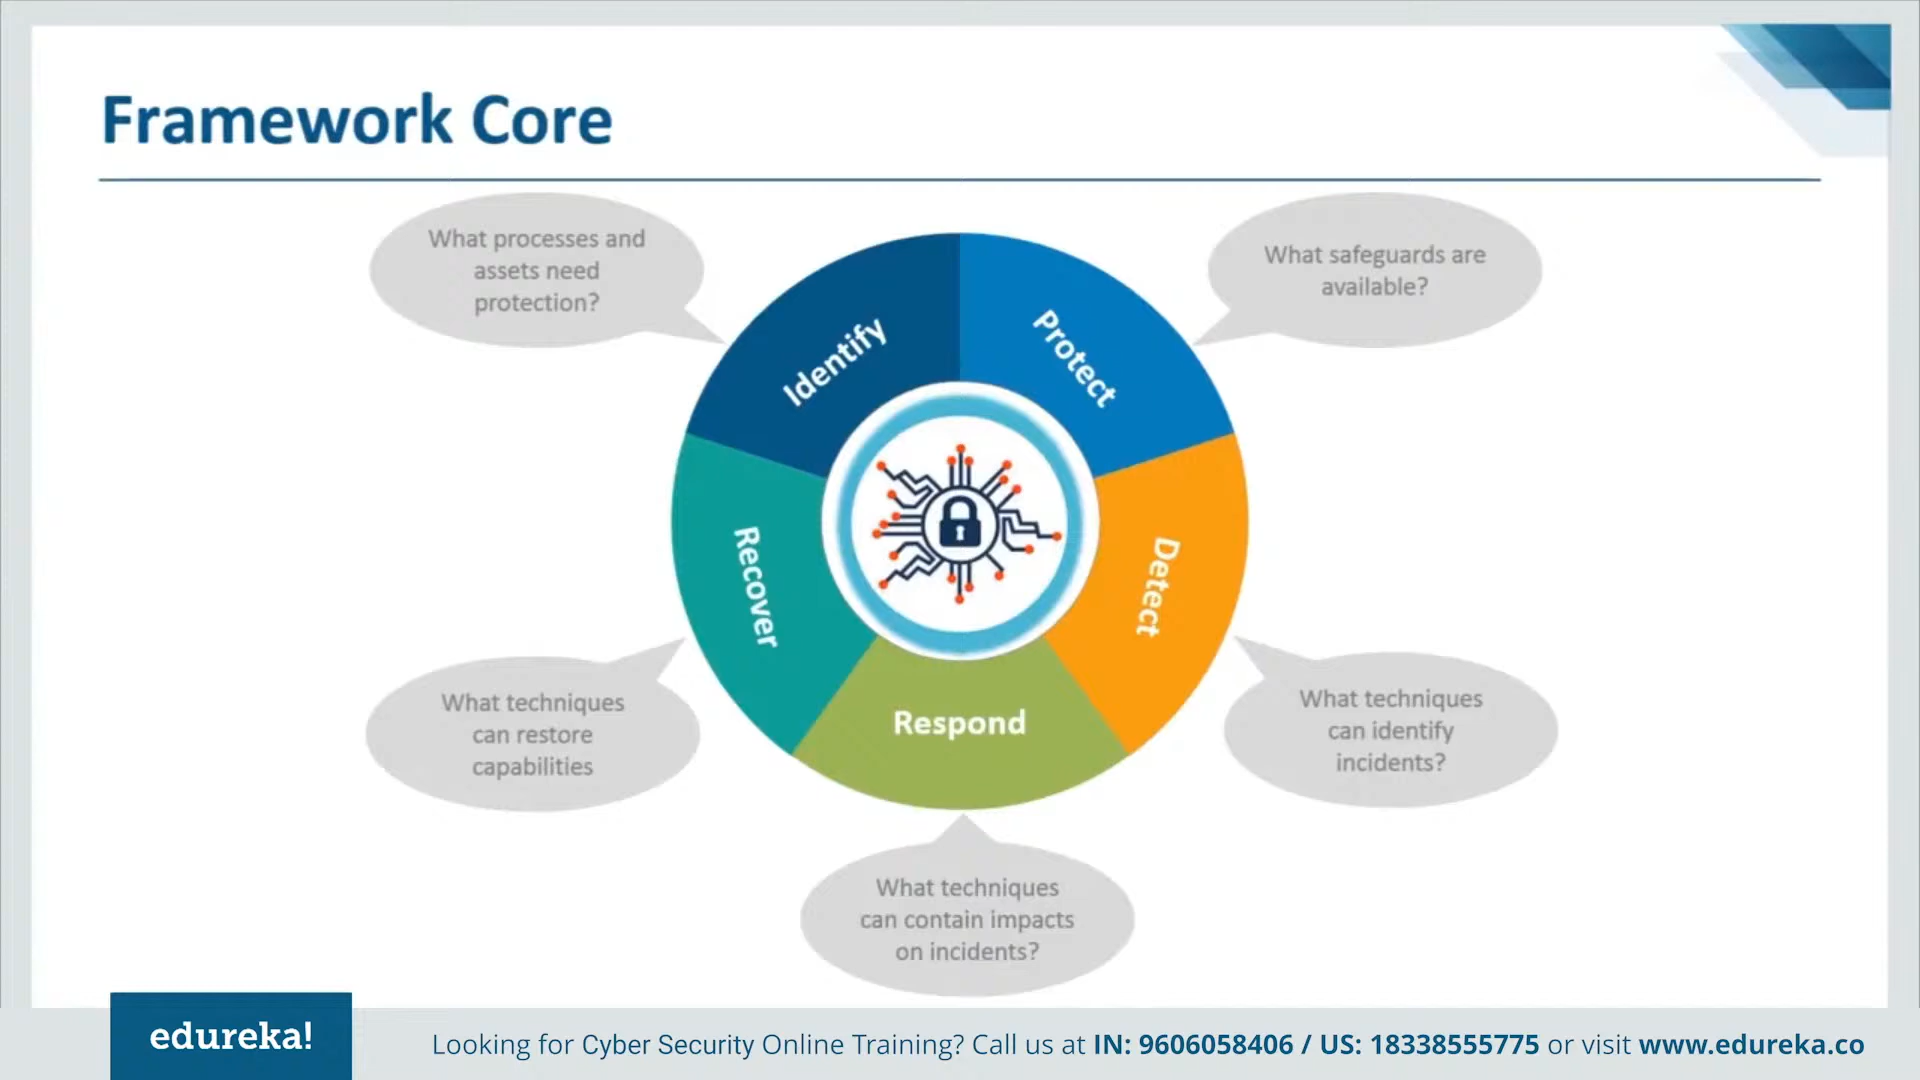 Framework Core
What processes and
assets need
protection?
What safeguards are
available?
Identify
Protect
Recover
Detect
Respond
What techniques
can restore
capabilities
What techniques
can identify
incidents?
What techniques
can contain impacts
on incidents?
edureka!
Looking for Cyber Security Online Training? Call us at IN: 9606058406 / US: 18338555775 or visit www.edureka.co